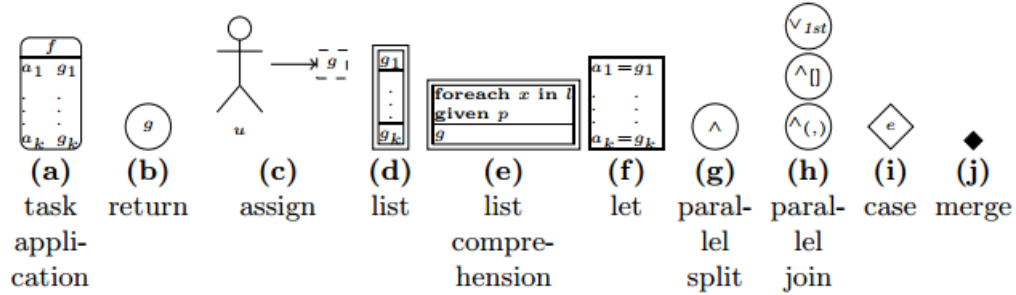 f
a₁ g₁
. .
. .
. .
aₖ gₖ
(a)
task
appli-
cation
g
(b)
return
g
u
(c)
assign
g₁
.
.
.
gₖ
(d)
list
foreach x in l
given p
g
(e)
list
compre-
hension
a₁=g₁
. .
. .
. .
aₖ=gₖ
(f)
let
∧
(g)
paral-
lel
split
∨1st
∧[]
∧(,)
(h)
paral-
lel
join
e
(i)
case
(j)
merge